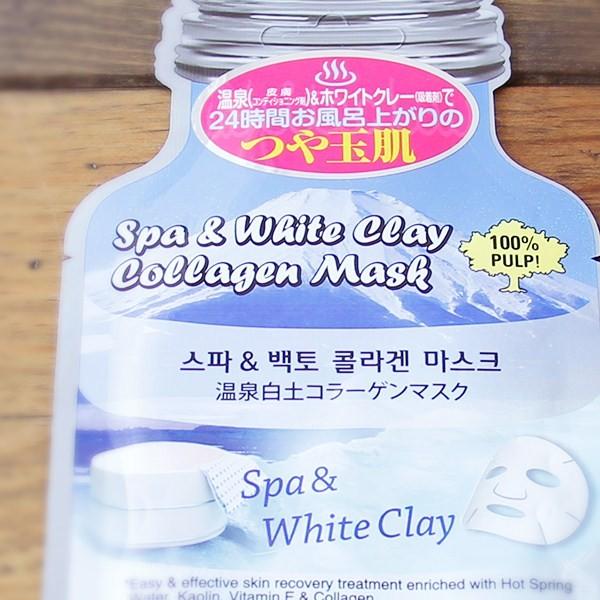 温泉(皮膚コンディショニング剤)&ホワイトクレー(吸着剤)で
24時間お風呂上がりの
つや玉肌
Spa & White Clay
Collagen Mask
100%
PULP!
스파 & 백토 콜라겐 마스크
温泉白土コラーゲンマスク
Spa &
White Clay
*Easy & effective skin recovery treatment enriched with Hot Spring
Water, Kaolin, Vitamin E & Collagen